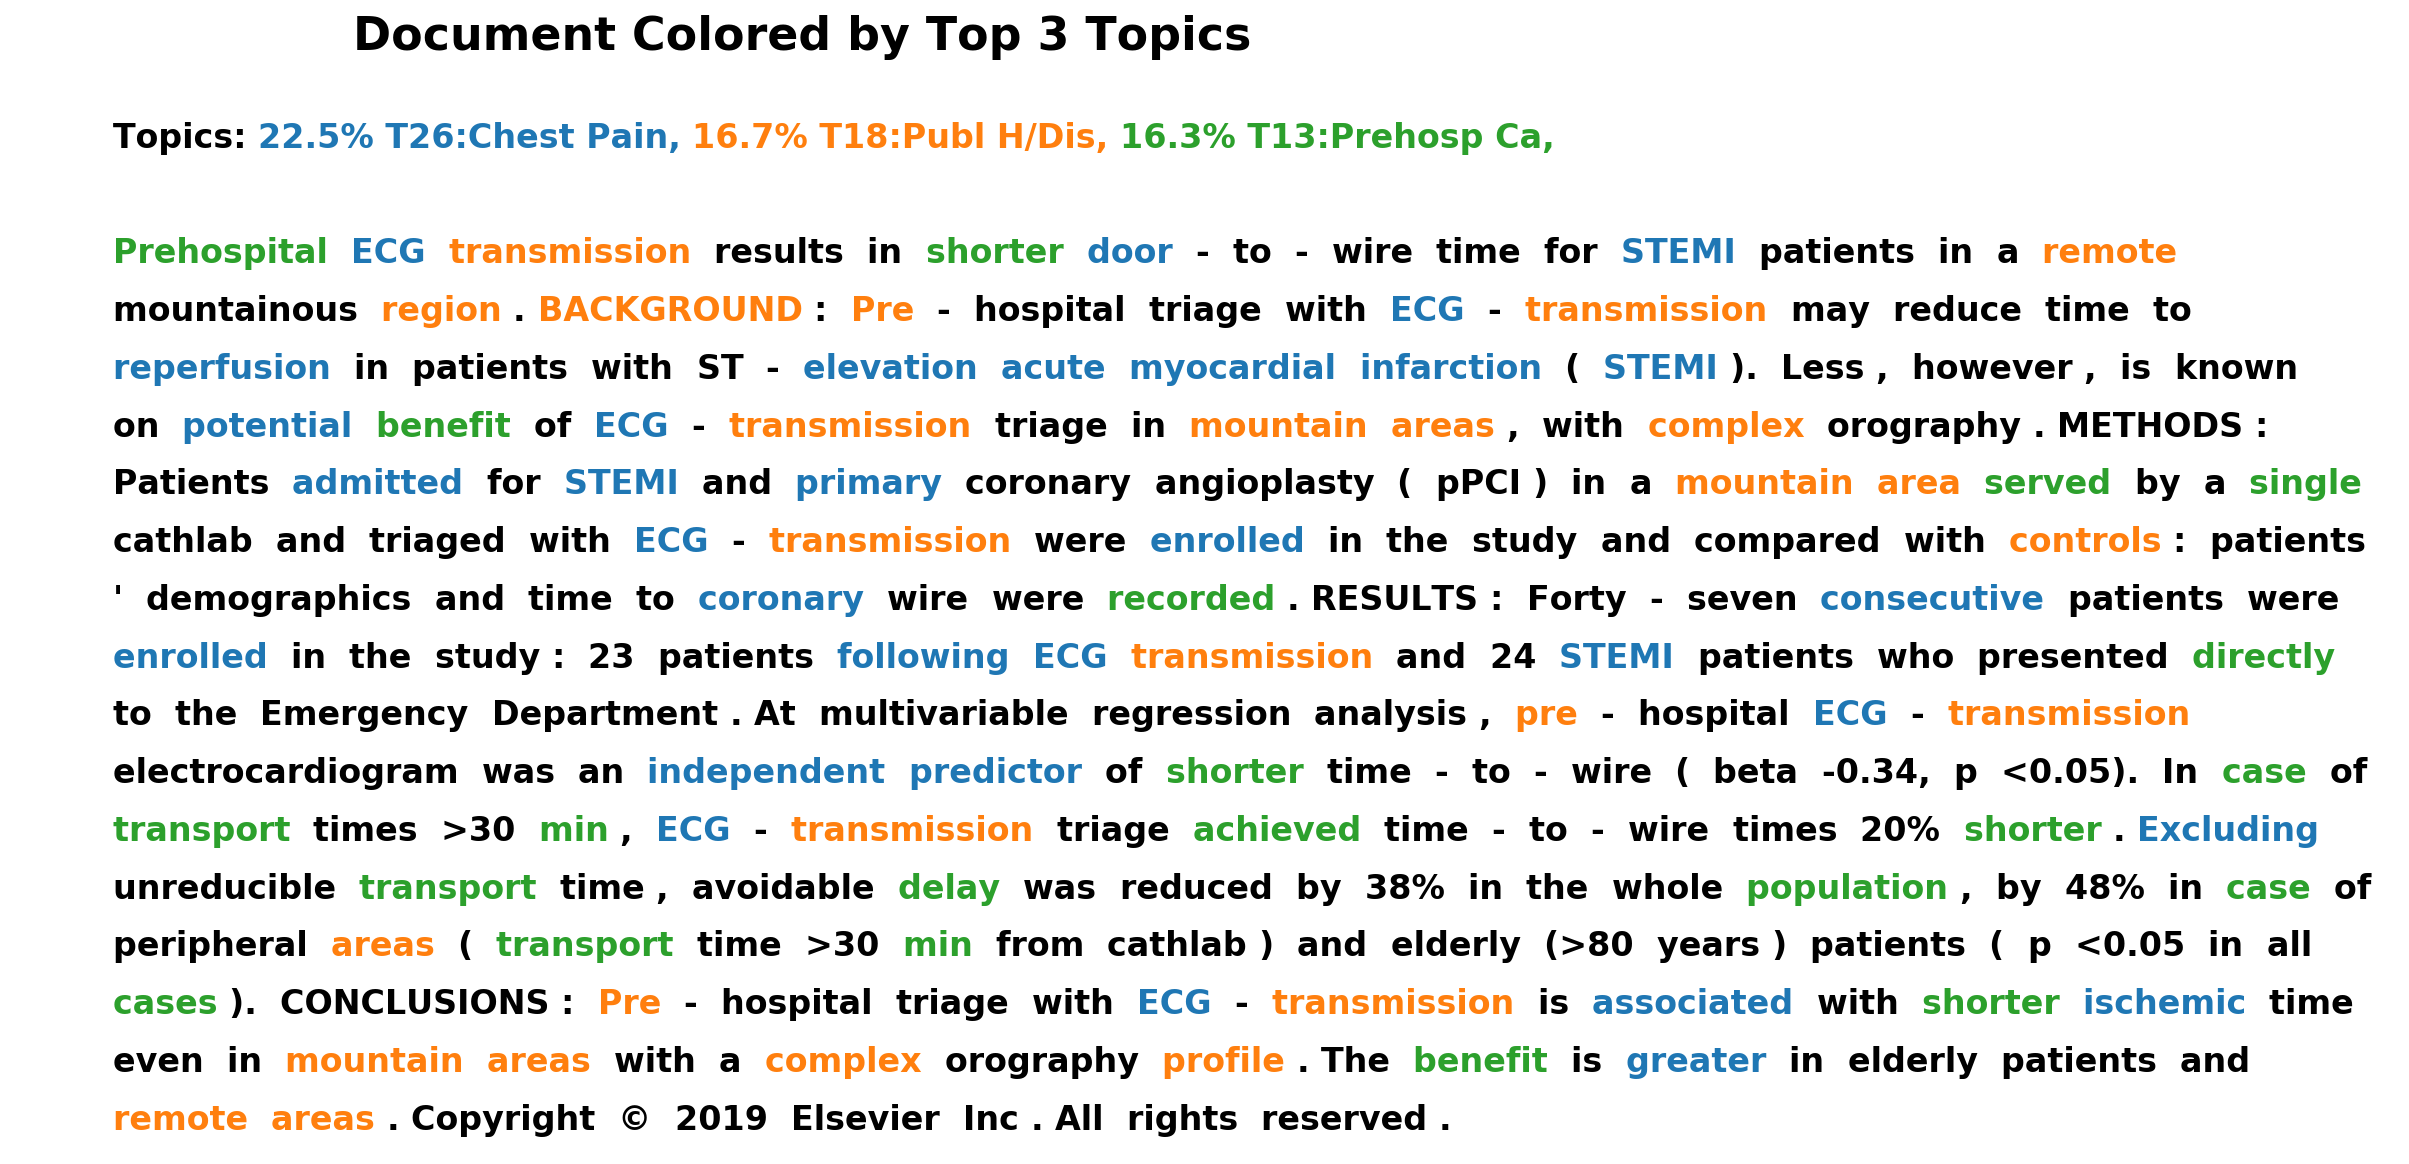 Document Colored by Top 3 Topics
Topics: 22.5% T26:Chest Pain, 16.7% T18:Publ H/Dis, 16.3% T13:Prehosp Ca,
Prehospital ECG transmission results in shorter door - to - wire time for STEMI patients in a remote
mountainous region . BACKGROUND : Pre - hospital triage with ECG - transmission may reduce time to
reperfusion in patients with ST - elevation acute myocardial infarction ( STEMI ). Less , however , is known
on potential benefit of ECG - transmission triage in mountain areas , with complex orography . METHODS :
Patients admitted for STEMI and primary coronary angioplasty ( pPCI ) in a mountain area served by a single
cathlab and triaged with ECG - transmission were enrolled in the study and compared with controls : patients
' demographics and time to coronary wire were recorded . RESULTS : Forty - seven consecutive patients were
enrolled in the study : 23 patients following ECG transmission and 24 STEMI patients who presented directly
to the Emergency Department . At multivariable regression analysis , pre - hospital ECG - transmission
electrocardiogram was an independent predictor of shorter time - to - wire ( beta -0.34, p <0.05). In case of
transport times >30 min , ECG - transmission triage achieved time - to - wire times 20% shorter . Excluding
unreducible transport time , avoidable delay was reduced by 38% in the whole population , by 48% in case of
peripheral areas ( transport time >30 min from cathlab ) and elderly (>80 years ) patients ( p <0.05 in all
cases ). CONCLUSIONS : Pre - hospital triage with ECG - transmission is associated with shorter ischemic time
even in mountain areas with a complex orography profile . The benefit is greater in elderly patients and
remote areas . Copyright © 2019 Elsevier Inc . All rights reserved .